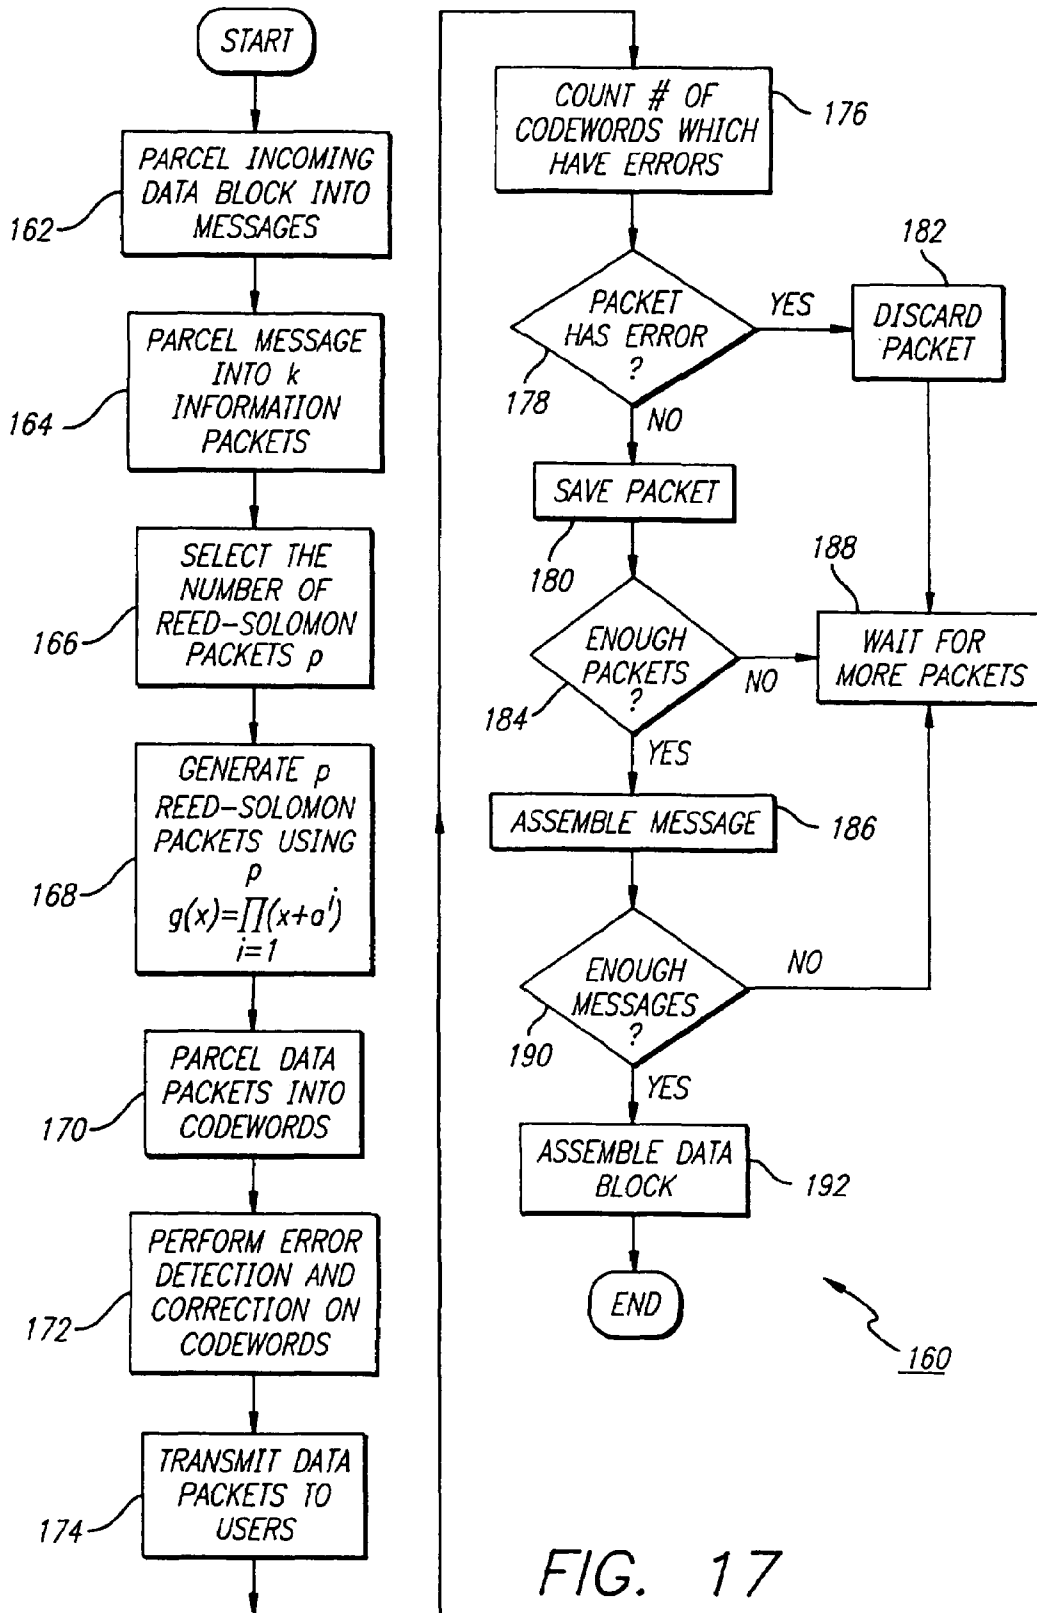 START
PARCEL INCOMING
DATA BLOCK INTO
MESSAGES
162
PARCEL MESSAGE
INTO k
INFORMATION
PACKETS
164
SELECT THE
NUMBER OF
REED-SOLOMON
PACKETS p
166
GENERATE p
REED-SOLOMON
PACKETS USING
p
g(x)=∏(x+a^i)
i=1
168
PARCEL DATA
PACKETS INTO
CODEWORDS
170
PERFORM ERROR
DETECTION AND
CORRECTION ON
CODEWORDS
172
TRANSMIT DATA
PACKETS TO
USERS
174
COUNT # OF
CODEWORDS WHICH
HAVE ERRORS
176
PACKET
HAS ERROR
?
178
YES
NO
182
DISCARD
PACKET
SAVE PACKET
180
188
WAIT FOR
MORE PACKETS
ENOUGH
PACKETS
?
184
NO
YES
ASSEMBLE MESSAGE
186
ENOUGH
MESSAGES
?
190
NO
YES
ASSEMBLE DATA
BLOCK
192
END
160
FIG. 17